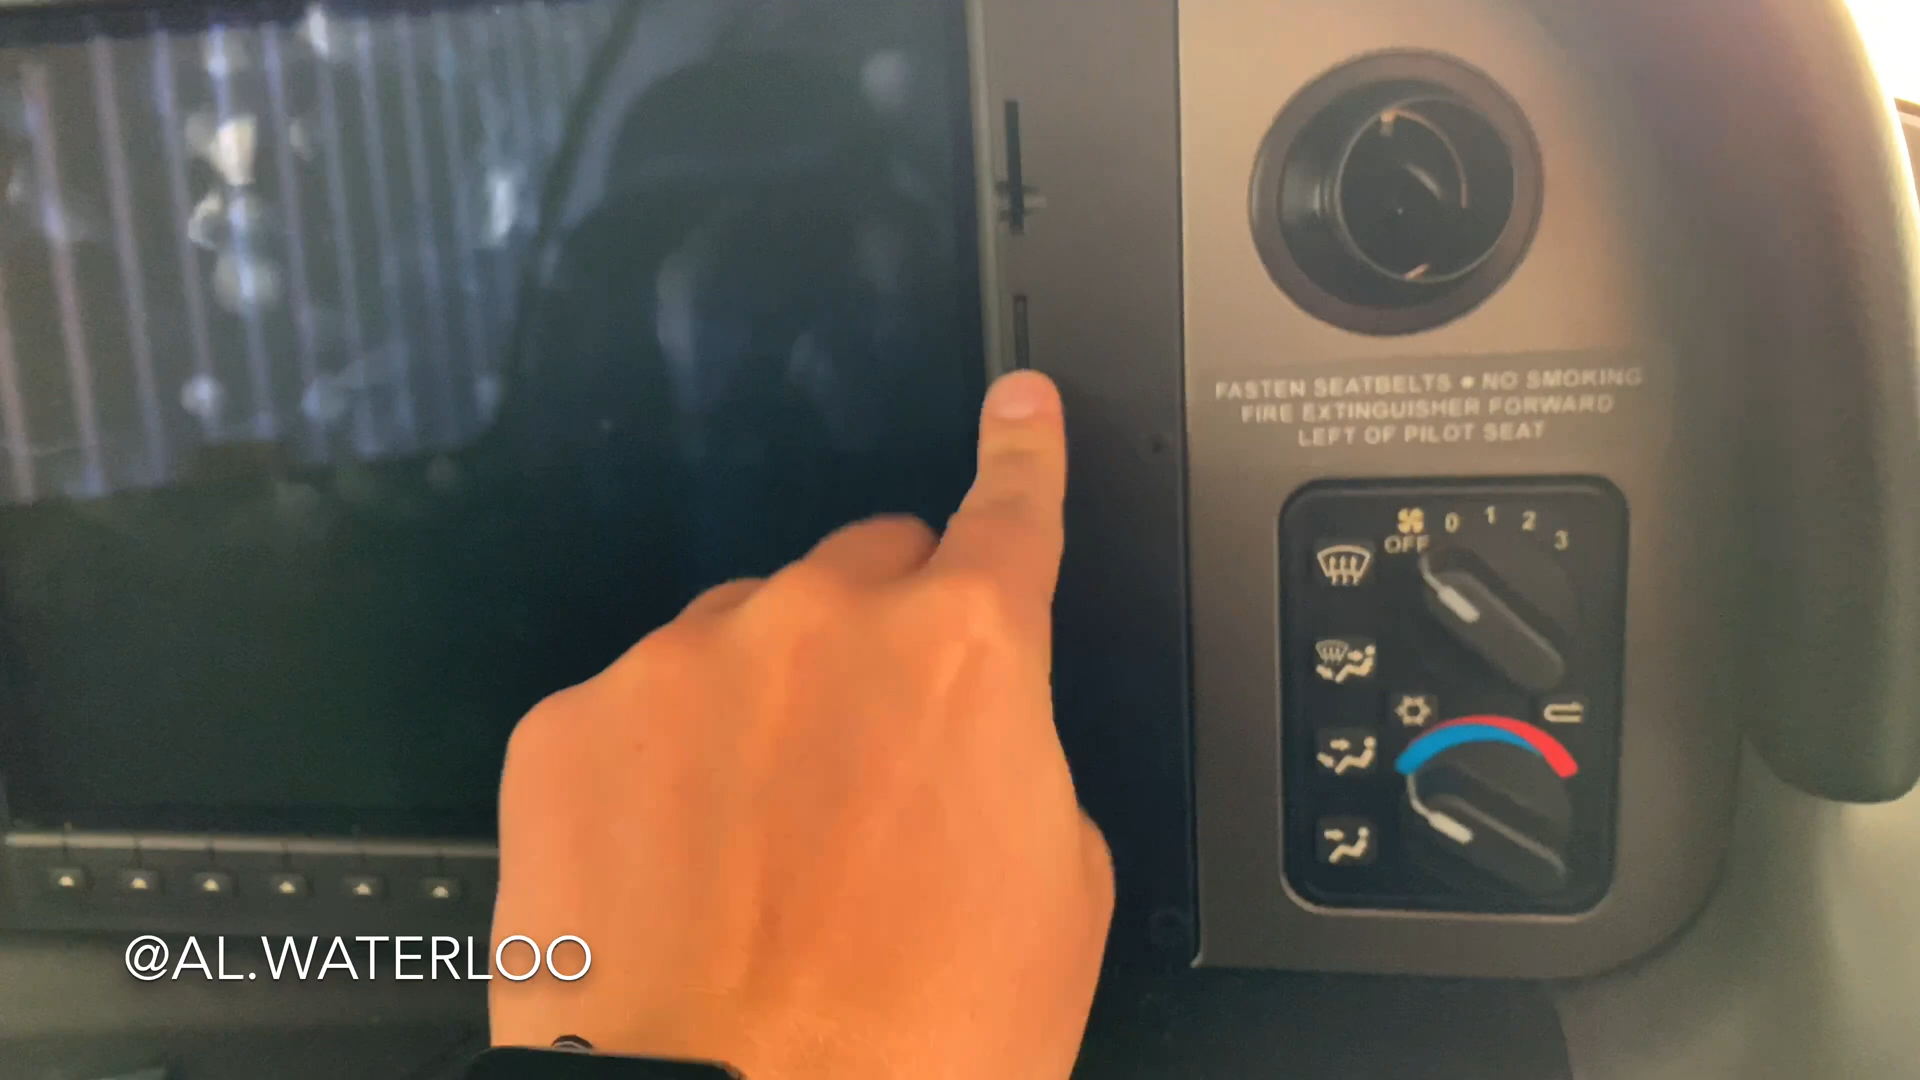 FASTEN SEATBELTS • NO SMOKING
FIRE EXTINGUISHER FORWARD
LEFT OF PILOT SEAT
0 1 2 3
OFF
@AL.WATERLOO